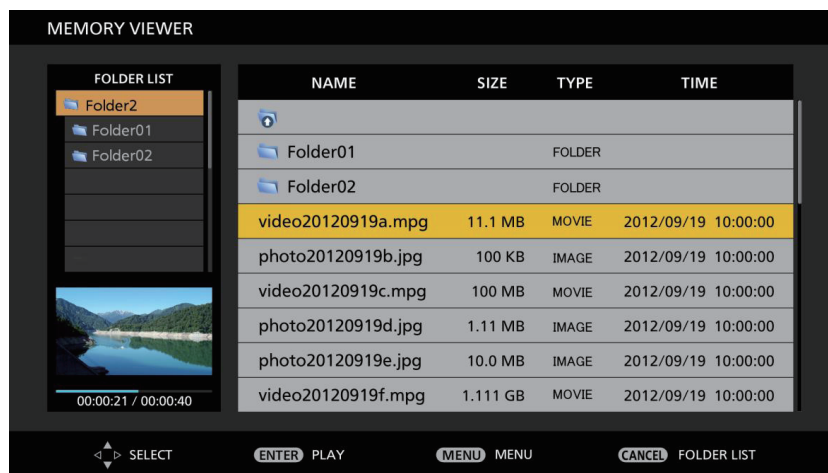 MEMORY VIEWER
FOLDER LIST
Folder2
Folder01
Folder02
00:00:21 / 00:00:40
NAME SIZE TYPE TIME
Folder01 FOLDER
Folder02 FOLDER
video20120919a.mpg 11.1 MB MOVIE 2012/09/19 10:00:00
photo20120919b.jpg 100 KB IMAGE 2012/09/19 10:00:00
video20120919c.mpg 100 MB MOVIE 2012/09/19 10:00:00
photo20120919d.jpg 1.11 MB IMAGE 2012/09/19 10:00:00
photo20120919e.jpg 10.0 MB IMAGE 2012/09/19 10:00:00
video20120919f.mpg 1.111 GB MOVIE 2012/09/19 10:00:00
SELECT ENTER PLAY MENU MENU CANCEL FOLDER LIST